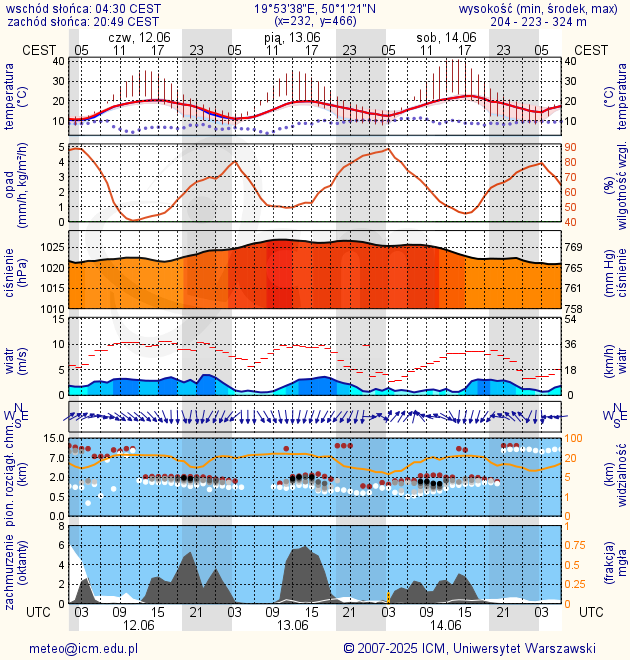 wschód słońca: 04:30 CEST
19°53'38"E, 50°1'21"N
wysokość (min, środek, max)
zachód słońca: 20:49 CEST
(x=232, y=466)
204 - 223 - 324 m
czw, 12.06
pią, 13.06
sob, 14.06
CEST 05 11 17 23 05 11 17 23 05 11 17 23 05 CEST
temperatura (°C)
40
30
20
10
40
30
20
10
temperatura (°C)
opad (mm/h, kg/m²/h)
5
4
3
2
1
0
90
80
70
60
50
40
(%) wilgotność wzgl.
ciśnienie (hPa)
1025
1020
1015
1010
769
765
761
758
(mm Hg) ciśnienie
wiatr (m/s)
15
10
5
0
54
36
18
0
(km/h) wiatr
N
W E
S
N
W E
S
pion. rozciągł. chm. (km)
15.0
7.0
2.0
0.5
0.0
100
20
5
1
0
(km) widzialność
zachmurzenie (oktanty)
8
6
4
2
0
1
0.75
0.5
0.25
0
(frakcja) mgła
UTC 03 09 15 21 03 09 15 21 03 09 15 21 03 UTC
12.06
13.06
14.06
meteo@icm.edu.pl
© 2007-2025 ICM, Uniwersytet Warszawski